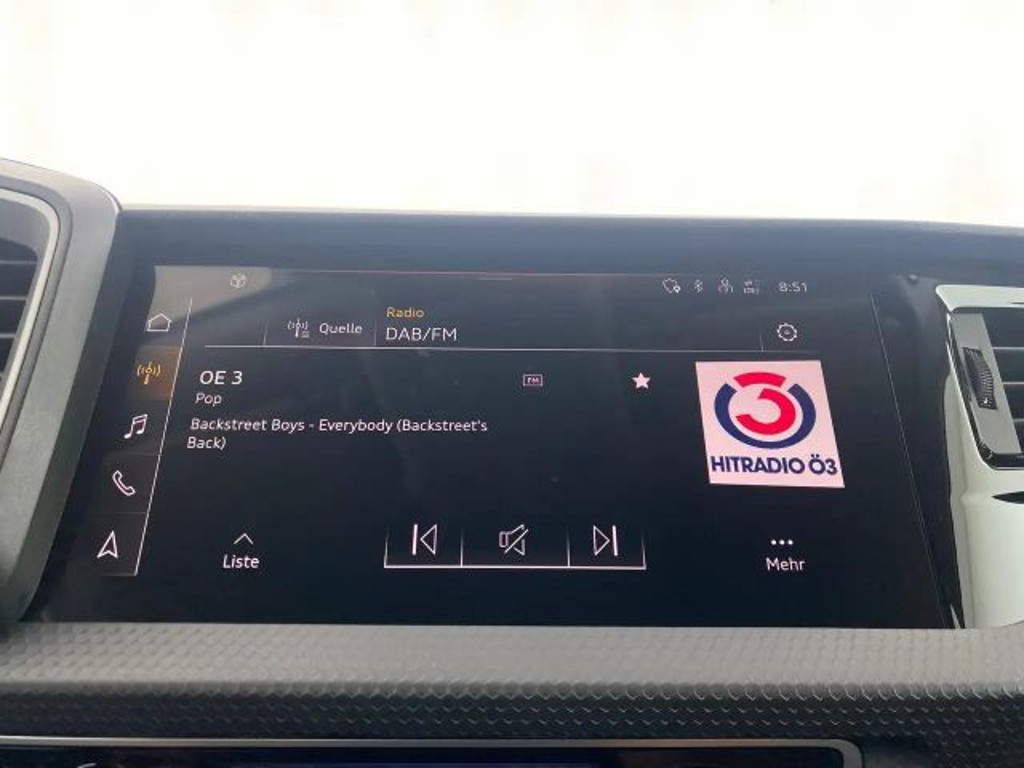 8:51
Radio
Quelle
DAB/FM
OE 3
FM
Pop
Backstreet Boys - Everybody (Backstreet's
Back)
3
HITRADIO Ö3
Liste
Mehr